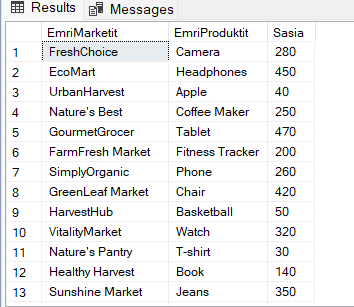 Results Messages
EmriMarketit EmriProduktit Sasia
1 FreshChoice Camera 280
2 EcoMart Headphones 450
3 UrbanHarvest Apple 40
4 Nature's Best Coffee Maker 250
5 GourmetGrocer Tablet 470
6 FarmFresh Market Fitness Tracker 200
7 SimplyOrganic Phone 260
8 GreenLeaf Market Chair 420
9 HarvestHub Basketball 50
10 VitalityMarket Watch 320
11 Nature's Pantry T-shirt 30
12 Healthy Harvest Book 140
13 Sunshine Market Jeans 350